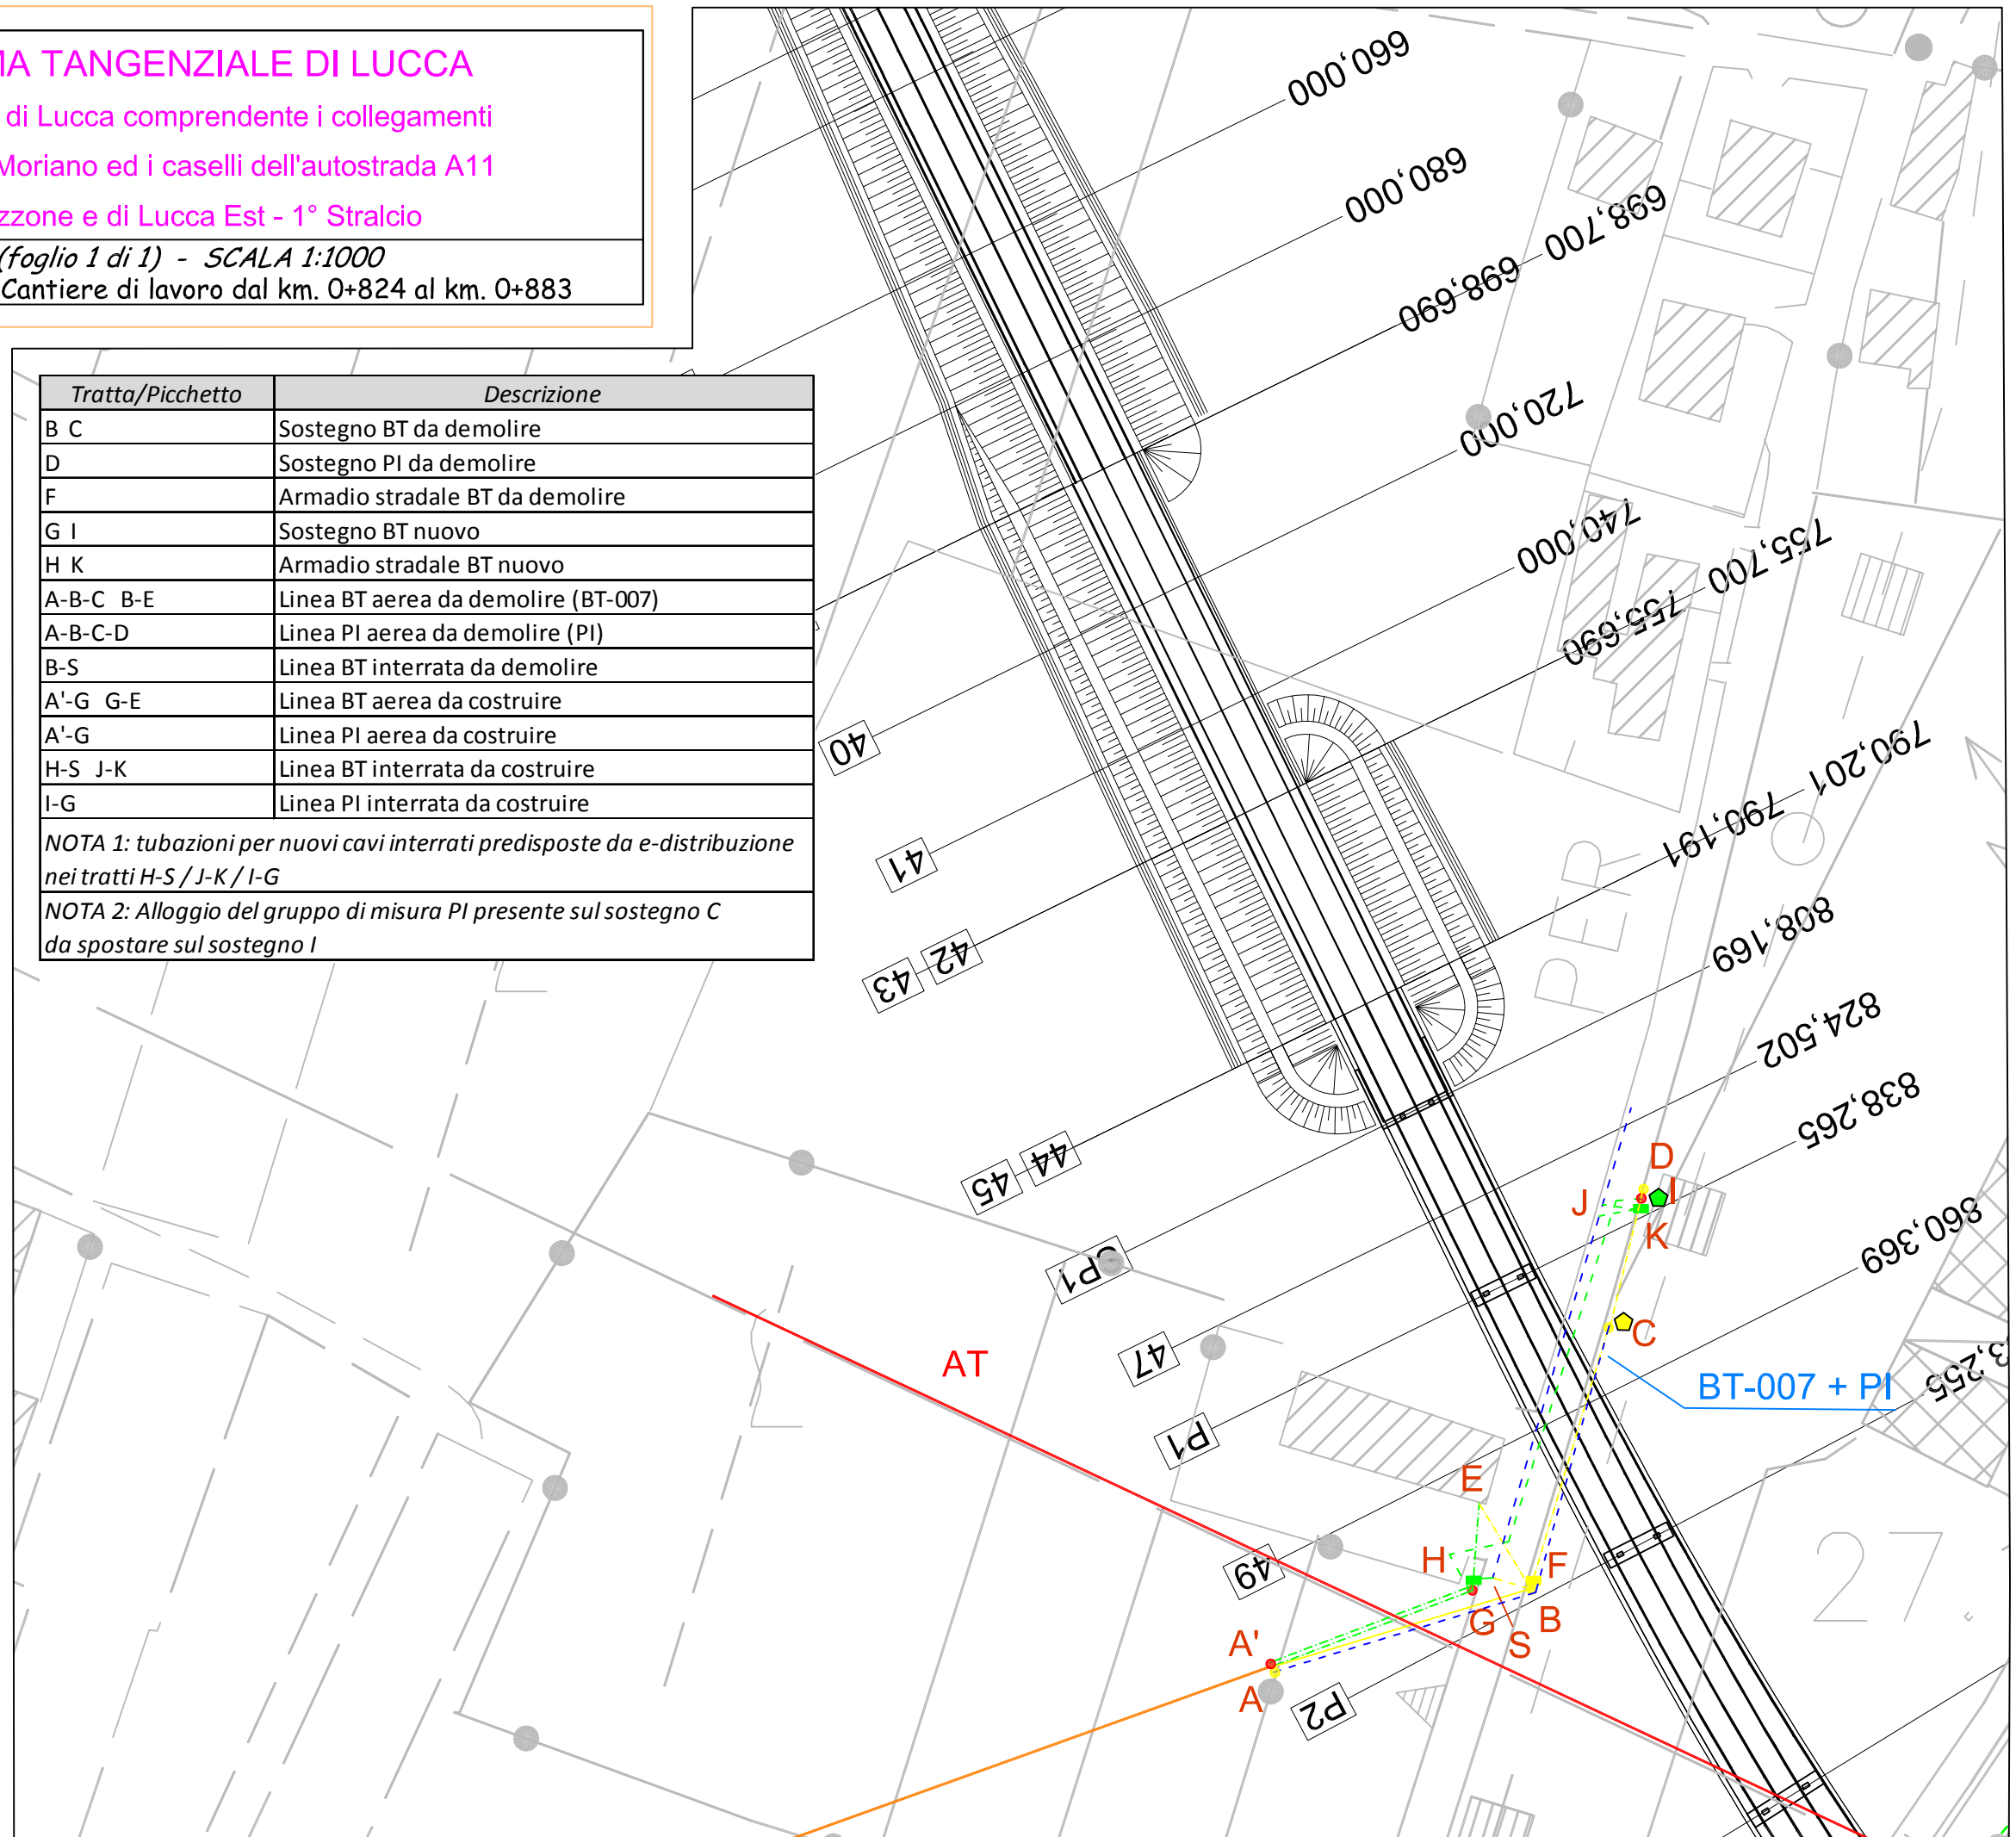 MA TANGENZIALE DI LUCCA
di Lucca comprendente i collegamenti
Moriano ed i caselli dell'autostrada A11
zzone e di Lucca Est - 1° Stralcio
(foglio 1 di 1) - SCALA 1:1000
Cantiere di lavoro dal km. 0+824 al km. 0+883
Tratta/Picchetto Descrizione
B C Sostegno BT da demolire
D Sostegno PI da demolire
F Armadio stradale BT da demolire
G I Sostegno BT nuovo
H K Armadio stradale BT nuovo
A-B-C B-E Linea BT aerea da demolire (BT-007)
A-B-C-D Linea PI aerea da demolire (PI)
B-S Linea BT interrata da demolire
A'-G G-E Linea BT aerea da costruire
A'-G Linea PI aerea da costruire
H-S J-K Linea BT interrata da costruire
I-G Linea PI interrata da costruire
NOTA 1: tubazioni per nuovi cavi interrati predisposte da e-distribuzione
nei tratti H-S / J-K / I-G
NOTA 2: Alloggio del gruppo di misura PI presente sul sostegno C
da spostare sul sostegno I
660,000
680,000
698,690 698,700
720,000
740,000
755,690 755,700
790,191 790,201
808,169
824,502
838,265
860,369
3,255
40
41
43 42
45 44
SP1
47
P1
49
P2
PBP
D
J
I
K
C
BT-007 + PI
AT
E
H
F
G
B
S
A'
A
27